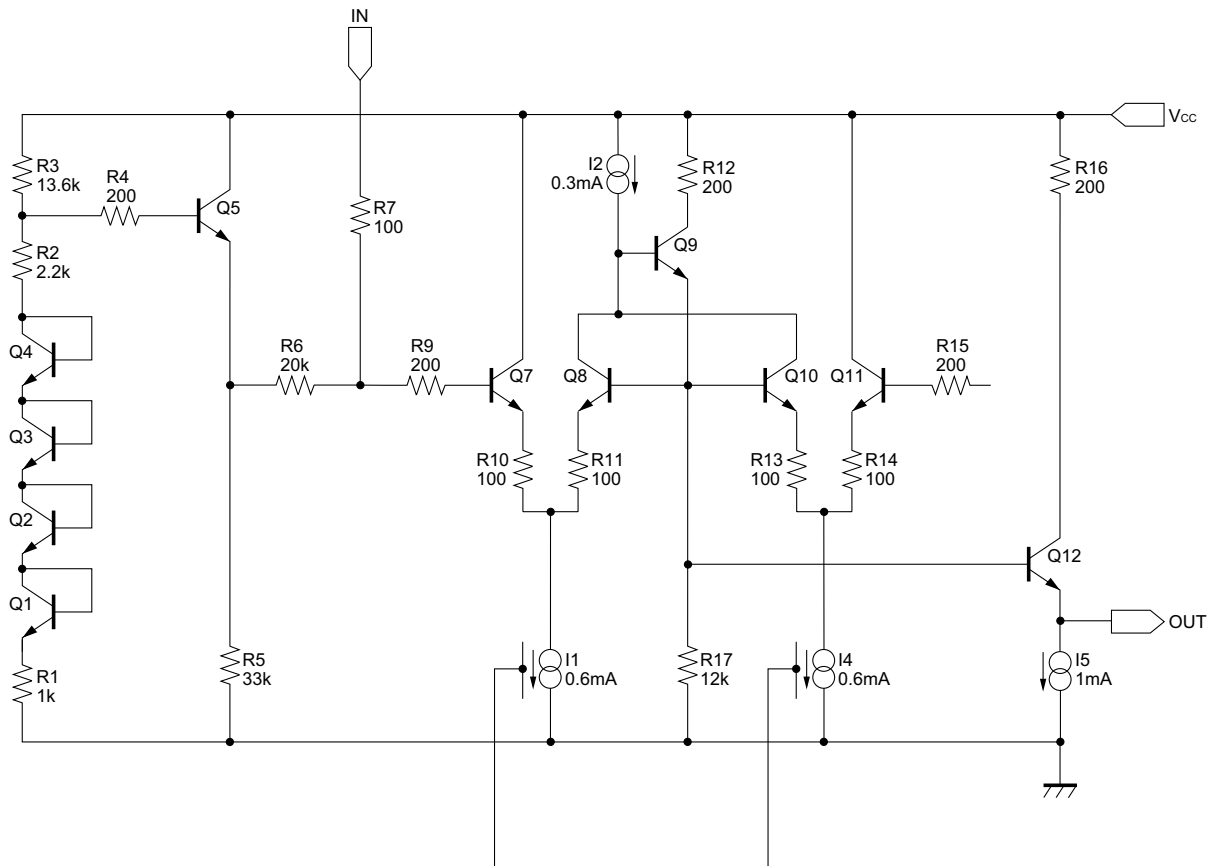 IN
Vcc
R3
13.6k
R4
200
Q5
R2
2.2k
R7
100
I2
0.3mA
R12
200
Q9
R16
200
Q4
R6
20k
R9
200
Q7
Q8
Q10
Q11
R15
200
Q3
R10
100
R11
100
R13
100
R14
100
Q2
Q12
Q1
OUT
R1
1k
R5
33k
I1
0.6mA
R17
12k
I4
0.6mA
I5
1mA